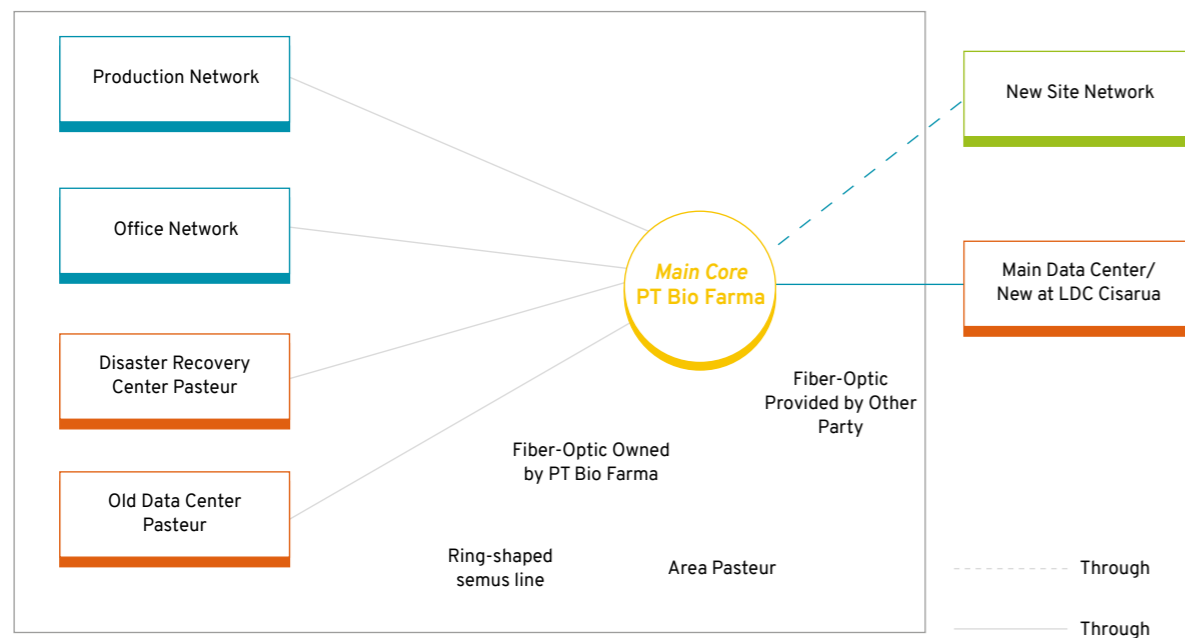 Production Network
Office Network
Disaster Recovery
Center Pasteur
Old Data Center
Pasteur
Main Core
PT Bio Farma
New Site Network
Main Data Center/
New at LDC Cisarua
Fiber-Optic
Provided by Other
Party
Fiber-Optic Owned
by PT Bio Farma
Ring-shaped
semus line
Area Pasteur
Through
Through